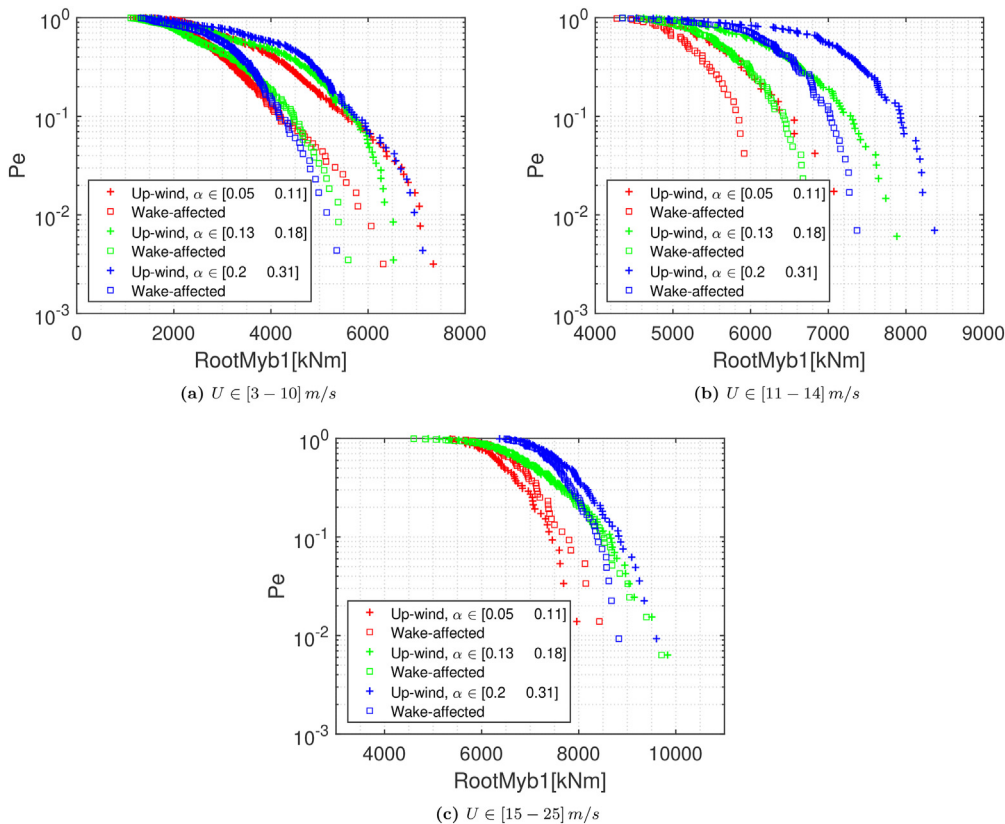 10^0
10^-1
10^-2
10^-3
Pe
Up-wind, α ∈ [0.05 0.11]
Wake-affected
Up-wind, α ∈ [0.13 0.18]
Wake-affected
Up-wind, α ∈ [0.2 0.31]
Wake-affected
0 2000 4000 6000 8000
RootMyb1[kNm]
(a) U ∈ [3 − 10] m/s
10^0
10^-1
10^-2
10^-3
Pe
Up-wind, α ∈ [0.05 0.11]
Wake-affected
Up-wind, α ∈ [0.13 0.18]
Wake-affected
Up-wind, α ∈ [0.2 0.31]
Wake-affected
4000 5000 6000 7000 8000 9000
RootMyb1[kNm]
(b) U ∈ [11 − 14] m/s
10^0
10^-1
10^-2
10^-3
Pe
Up-wind, α ∈ [0.05 0.11]
Wake-affected
Up-wind, α ∈ [0.13 0.18]
Wake-affected
Up-wind, α ∈ [0.2 0.31]
Wake-affected
4000 6000 8000 10000
RootMyb1[kNm]
(c) U ∈ [15 − 25] m/s